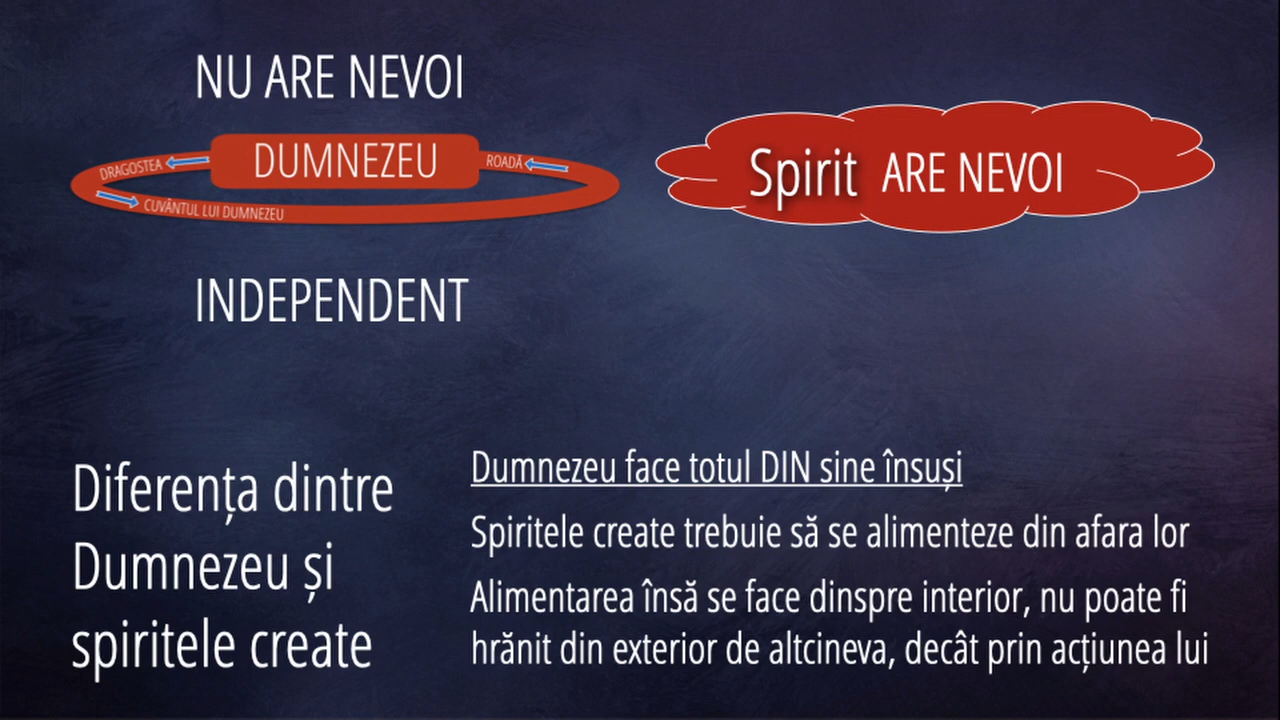 NU ARE NEVOI
DUMNEZEU
DRAGOSTEA
ROADĂ
CUVÂNTUL LUI DUMNEZEU
Spirit ARE NEVOI
INDEPENDENT
Diferența dintre
Dumnezeu și
spiritele create
Dumnezeu face totul DIN sine însuși
Spiritele create trebuie să se alimenteze din afara lor
Alimentarea însă se face dinspre interior, nu poate fi
hrănit din exterior de altcineva, decât prin acțiunea lui